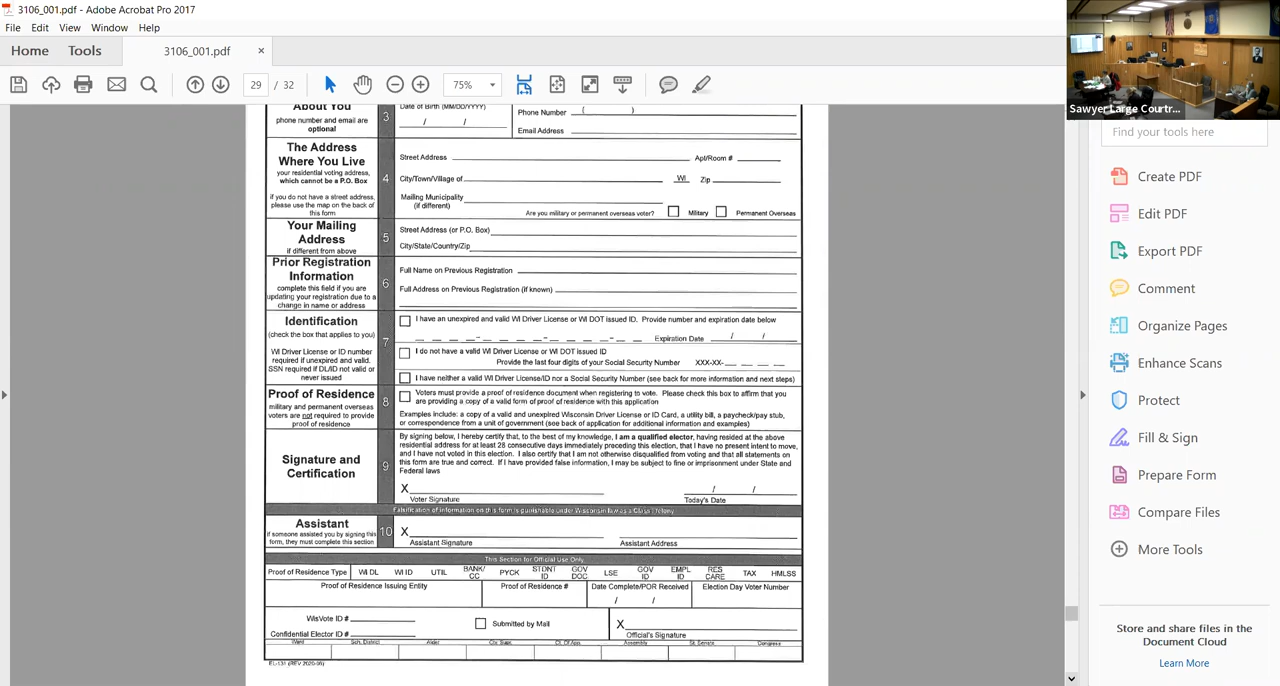 3106_001.pdf - Adobe Acrobat Pro 2017
File Edit View Window Help
Home Tools 3106_001.pdf ×
29 / 32 75%
Sawyer Large Courtr...
Find your tools here
Create PDF
Edit PDF
Export PDF
Comment
Organize Pages
Enhance Scans
Protect
Fill & Sign
Prepare Form
Compare Files
More Tools
Store and share files in the
Document Cloud
Learn More
About You
phone number and email are
optional
3
Date of Birth (MM/DD/YYYY)
/ /
Phone Number ( )
Email Address
The Address
Where You Live
your residential voting address,
which cannot be a P.O. Box
if you do not have a street address,
please use the map on the back of
this form
4
Street Address Apt/Room #
City/Town/Village of WI Zip
Mailing Municipality
(if different)
Are you military or permanent overseas voter? Military Permanent Overseas
Your Mailing
Address
if different from above
5
Street Address (or P.O. Box)
City/State/Country/Zip
Prior Registration
Information
complete this field if you are
updating your registration due to a
change in name or address
6
Full Name on Previous Registration
Full Address on Previous Registration (if known)
Identification
(check the box that applies to you)
WI Driver License or ID number
required if unexpired and valid.
SSN required if DL/ID not valid or
never issued
7
I have an unexpired and valid WI Driver License or WI DOT issued ID. Provide number and expiration date below
_ _ _ _-_ _ _ _-_ _ _ _-_ _ Expiration Date / /
I do not have a valid WI Driver License or WI DOT issued ID
Provide the last four digits of your Social Security Number XXX-XX-_ _ _ _
I have neither a valid WI Driver License/ID nor a Social Security Number (see back for more information and next steps)
Proof of Residence
military and permanent overseas
voters are not required to provide
proof of residence
8
Voters must provide a proof of residence document when registering to vote. Please check this box to affirm that you
are providing a copy of a valid form of proof of residence with this application
Examples include: a copy of a valid and unexpired Wisconsin Driver License or ID Card, a utility bill, a paycheck/pay stub,
or correspondence from a unit of government (see back of application for additional information and examples)
Signature and
Certification
9
By signing below, I hereby certify that, to the best of my knowledge, I am a qualified elector, having resided at the above
residential address for at least 28 consecutive days immediately preceding this election, that I have no present intent to move,
and I have not voted in this election. I also certify that I am not otherwise disqualified from voting and that all statements on
this form are true and correct. If I have provided false information, I may be subject to fine or imprisonment under State and
Federal laws
X / /
Voter Signature Today's Date
Falsification of information on this form is punishable under Wisconsin law as a Class I felony
Assistant
If someone assisted you by signing this
form, they must complete this section
10
X
Assistant Signature Assistant Address
This Section for Official Use Only
Proof of Residence Type WI DL WI ID UTIL BANK/CC PYCK STDNT ID GOV DOC LSE GOV ID EMPL ID RES CARE TAX HMLSS
Proof of Residence Issuing Entity Proof of Residence # Date Complete/POR Received Election Day Voter Number
/ /
WisVote ID # Submitted by Mail X
Confidential Elector ID # Official's Signature
Ward Sch. District Alder Cty. Supr. Ct. Of App. Assembly St. Senate Congress
EL-131 (REV 2020-06)